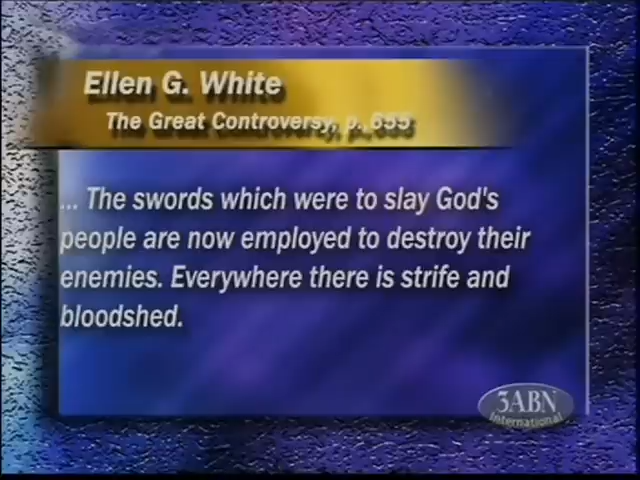 Ellen G. White
The Great Controversy, p. 655
... The swords which were to slay God's
people are now employed to destroy their
enemies. Everywhere there is strife and
bloodshed.
3ABN
International